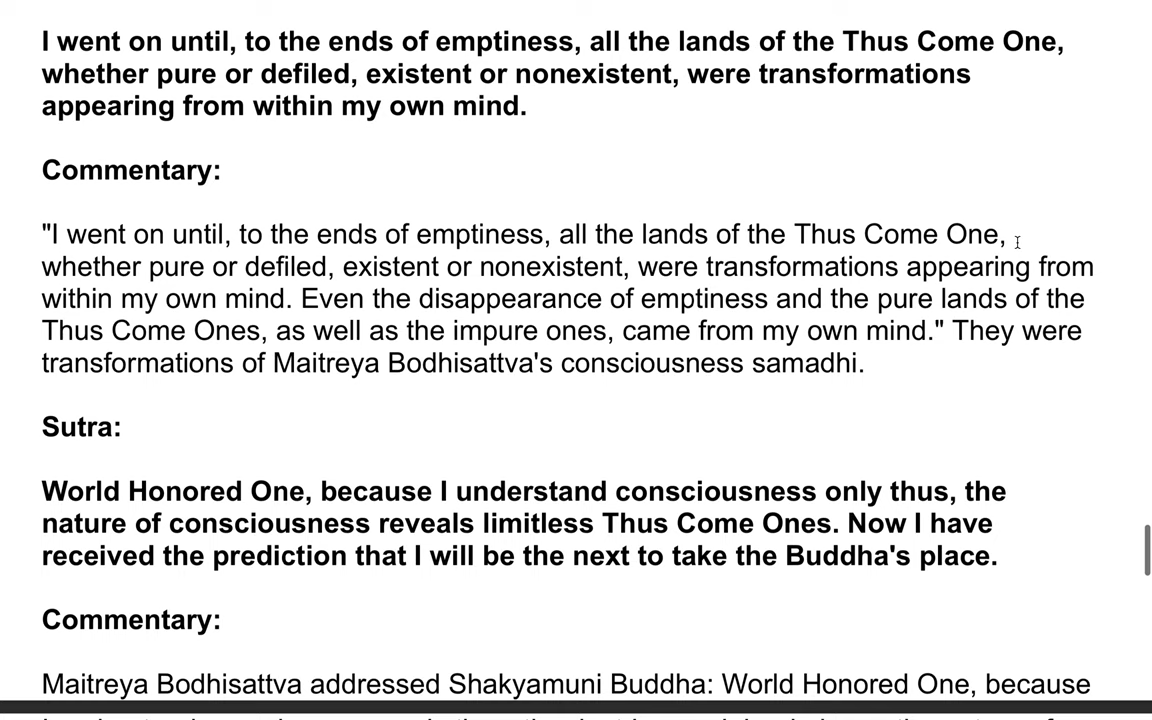 I went on until, to the ends of emptiness, all the lands of the Thus Come One,
whether pure or defiled, existent or nonexistent, were transformations
appearing from within my own mind.
Commentary:
"I went on until, to the ends of emptiness, all the lands of the Thus Come One,
whether pure or defiled, existent or nonexistent, were transformations appearing from
within my own mind. Even the disappearance of emptiness and the pure lands of the
Thus Come Ones, as well as the impure ones, came from my own mind." They were
transformations of Maitreya Bodhisattva's consciousness samadhi.
Sutra:
World Honored One, because I understand consciousness only thus, the
nature of consciousness reveals limitless Thus Come Ones. Now I have
received the prediction that I will be the next to take the Buddha's place.
Commentary:
Maitreya Bodhisattva addressed Shakyamuni Buddha: World Honored One, because